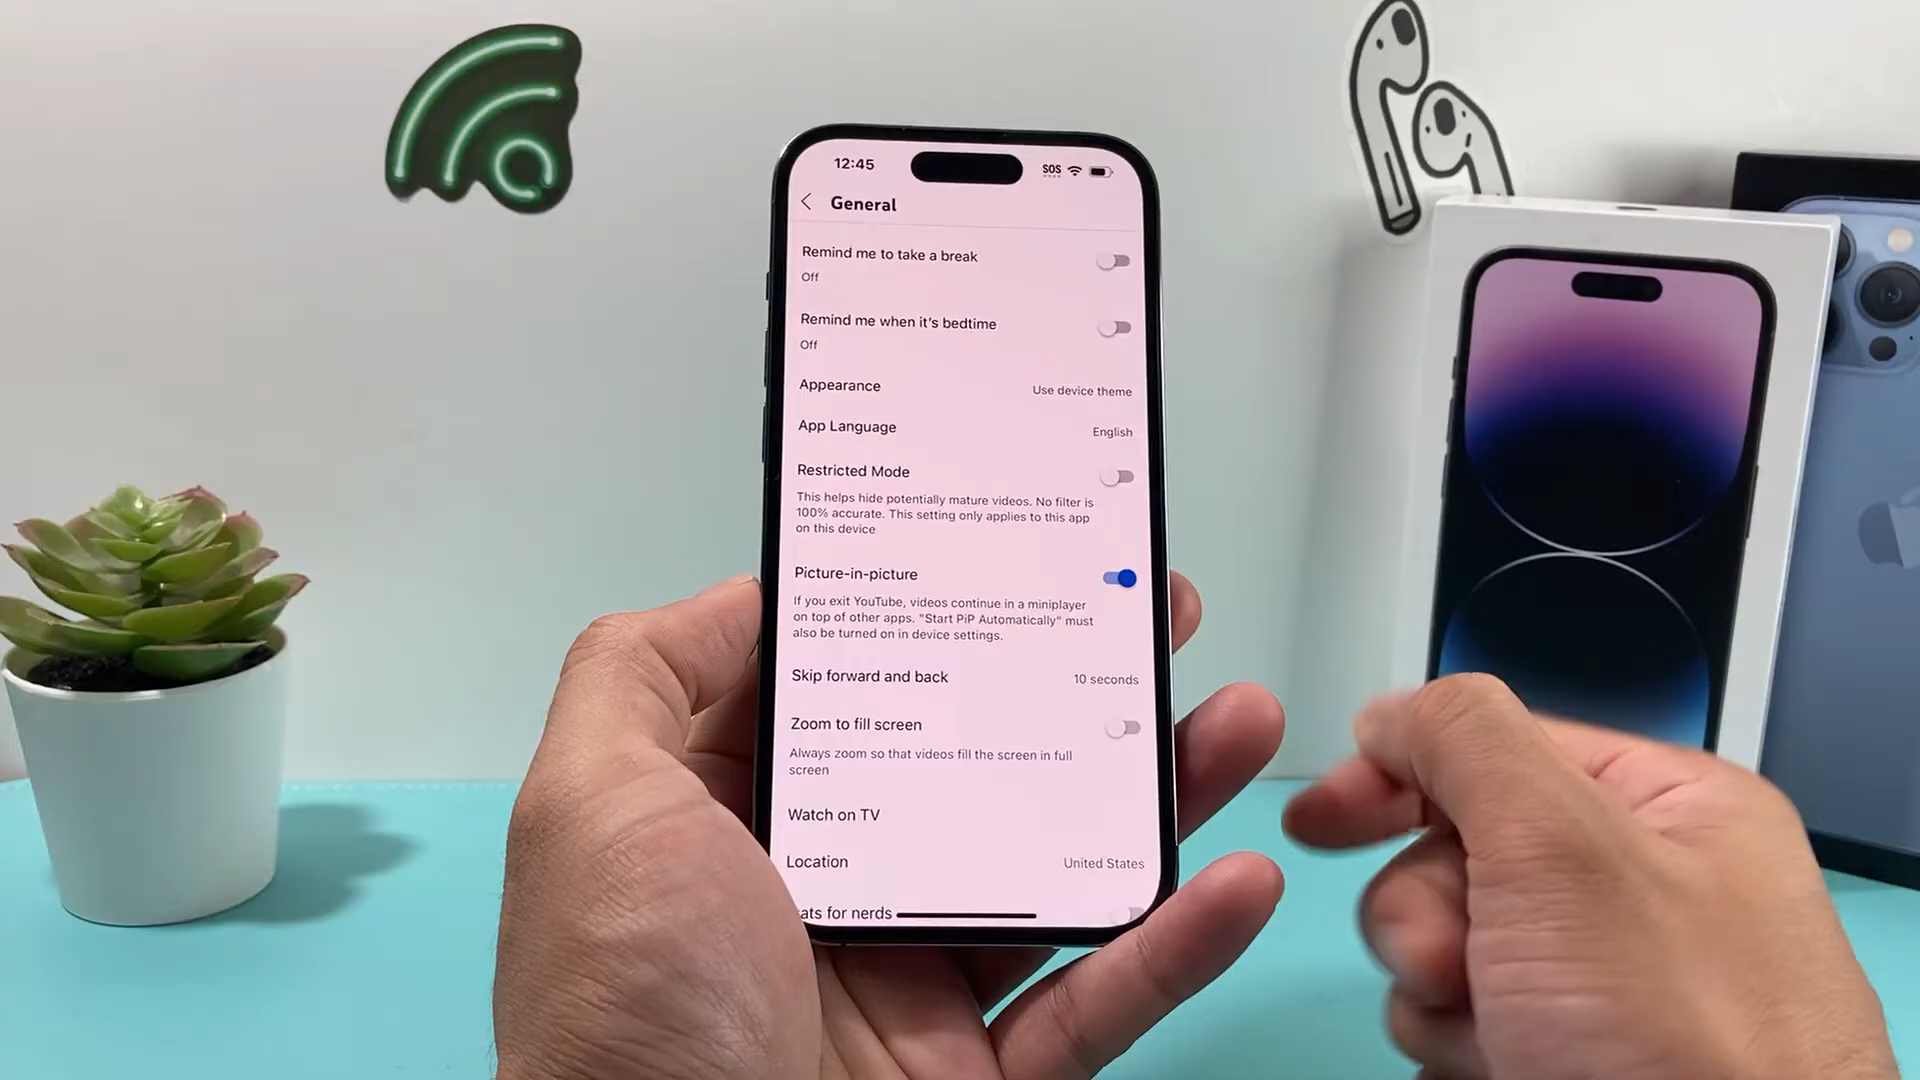 12:45
SOS
General
Remind me to take a break
Off
Remind me when it's bedtime
Off
Appearance
Use device theme
App Language
English
Restricted Mode
This helps hide potentially mature videos. No filter is
100% accurate. This setting only applies to this app
on this device
Picture-in-picture
If you exit YouTube, videos continue in a miniplayer
on top of other apps. "Start PiP Automatically" must
also be turned on in device settings.
Skip forward and back
10 seconds
Zoom to fill screen
Always zoom so that videos fill the screen in full
screen
Watch on TV
Location
United States
ats for nerds